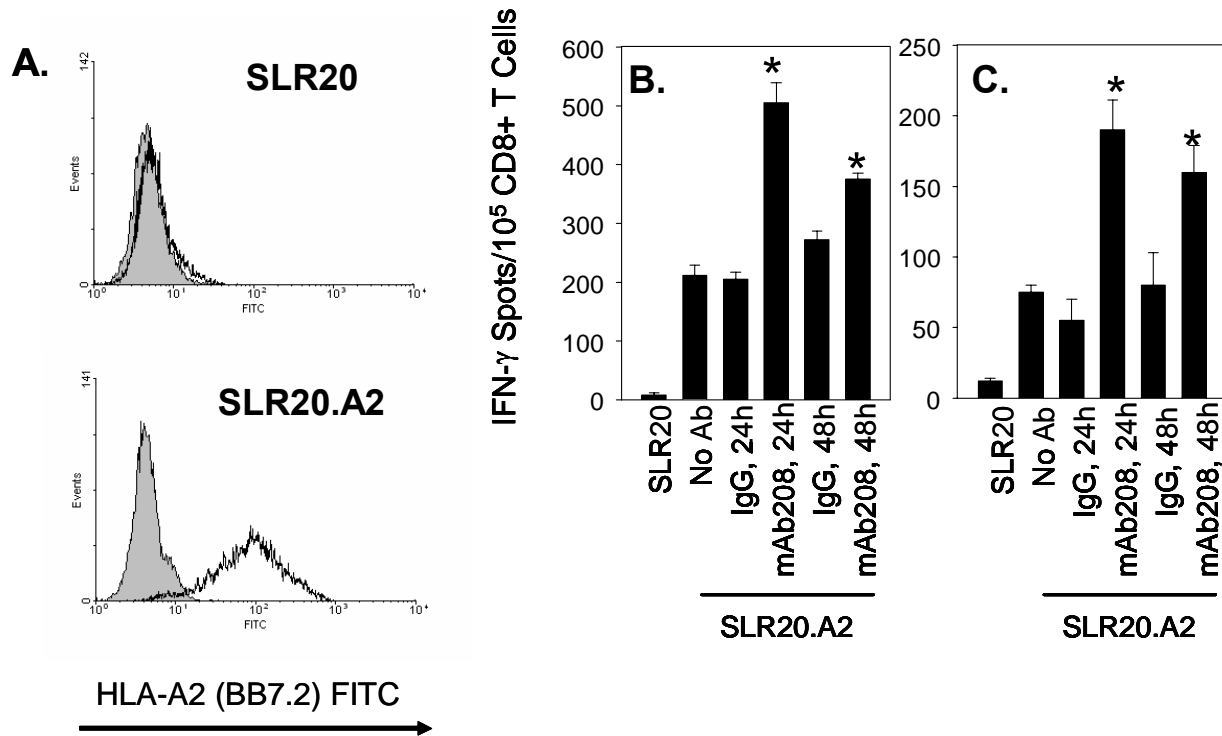 A.
SLR20
142
Events
0
10⁰ 10¹ 10² 10³ 10⁴
FITC
SLR20.A2
141
Events
0
10⁰ 10¹ 10² 10³ 10⁴
FITC
HLA-A2 (BB7.2) FITC
IFN-γ Spots/10⁵ CD8+ T Cells
B.
600
500
400
300
200
100
0
*
*
SLR20
No Ab
IgG, 24h
mAb208, 24h
IgG, 48h
mAb208, 48h
SLR20.A2
C.
250
200
150
100
50
0
*
*
SLR20
No Ab
IgG, 24h
mAb208, 24h
IgG, 48h
mAb208, 48h
SLR20.A2